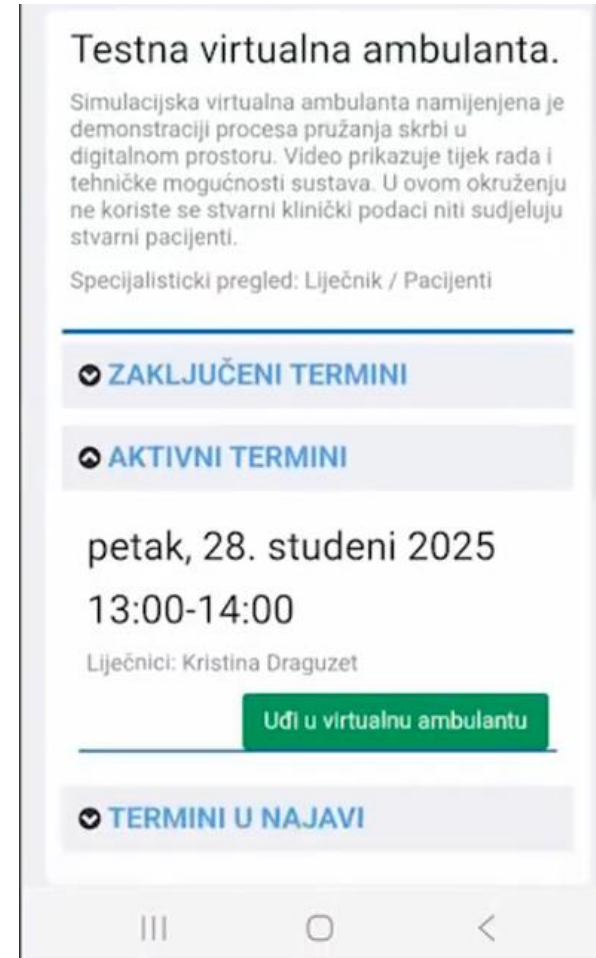 Testna virtualna ambulanta.
Simulacijska virtualna ambulanta namijenjena je
demonstraciji procesa pružanja skrbi u
digitalnom prostoru. Video prikazuje tijek rada i
tehničke mogućnosti sustava. U ovom okruženju
ne koriste se stvarni klinički podaci niti sudjeluju
stvarni pacijenti.
Specijalisticki pregled: Liječnik / Pacijenti
ZAKLJUČENI TERMINI
AKTIVNI TERMINI
petak, 28. studeni 2025
13:00-14:00
Liječnici: Kristina Draguzet
Uđi u virtualnu ambulantu
TERMINI U NAJAVI